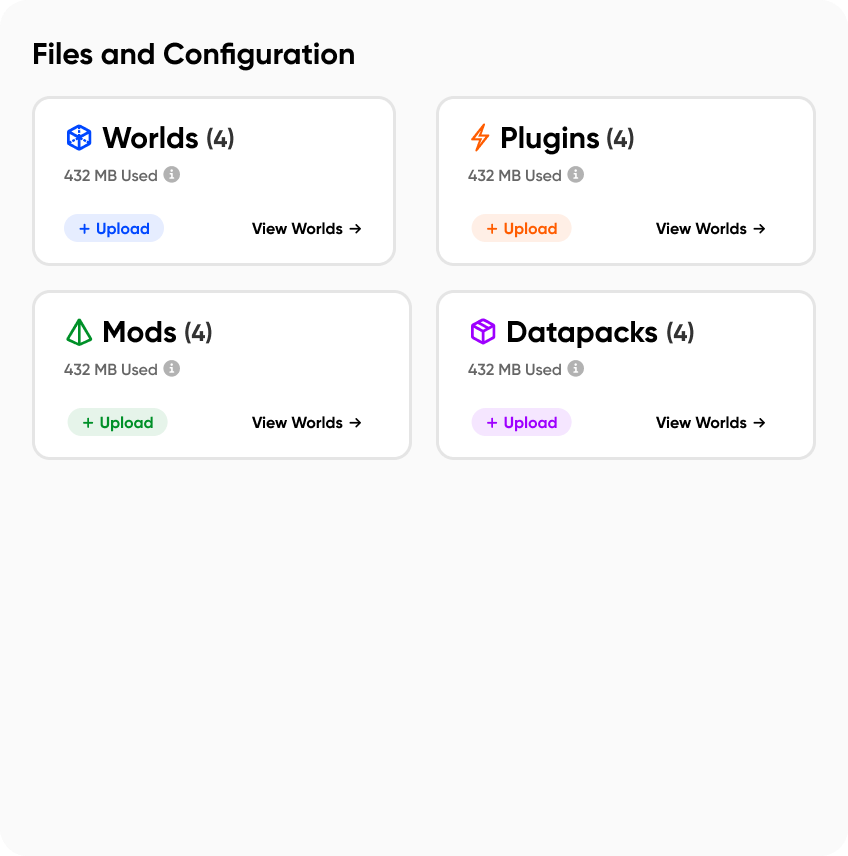 Files and Configuration
Worlds (4)
432 MB Used
+ Upload
View Worlds →
Plugins (4)
432 MB Used
+ Upload
View Worlds →
Mods (4)
432 MB Used
+ Upload
View Worlds →
Datapacks (4)
432 MB Used
+ Upload
View Worlds →